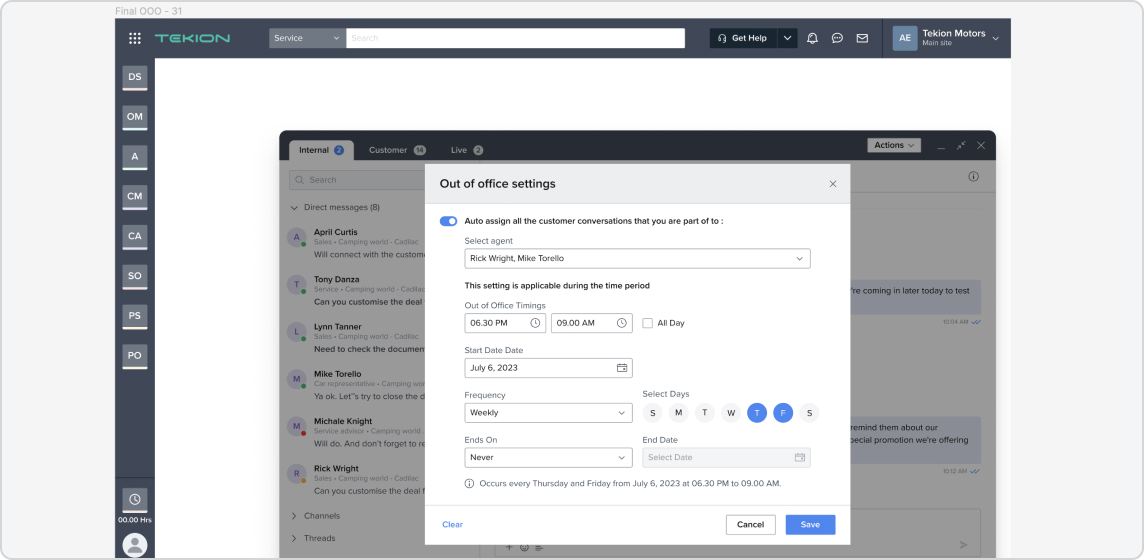 Final OOO - 31
TEKION
Service
Search
Get Help
AE
Tekion Motors
Main site
DS
OM
A
CM
CA
SO
PS
PO
00.00 Hrs
Internal 2
Customer 14
Live 2
Actions
Search
Direct messages (8)
A
April Curtis
Sales • Camping world - Cadilac
Will connect with the custome
T
Tony Danza
Service • Camping world - Cadilac
Can you customise the deal
L
Lynn Tanner
Sales • Camping world - Cadilac
Need to check the documen
M
Mike Torello
Car representative • Camping wor
Ya ok. Let"s try to close the d
M
Michale Knight
Service advisor • Camping world
Will do. And don't forget to re
R
Rick Wright
Sales • Camping world - Cadilac
Can you customise the deal f
Channels
Threads
Out of office settings
Auto assign all the customer conversations that you are part of to :
Select agent
Rick Wright, Mike Torello
This setting is applicable during the time period
Out of Office Timings
06.30 PM
09.00 AM
All Day
Start Date Date
July 6, 2023
Frequency
Weekly
Select Days
S M T W T F S
Ends On
Never
End Date
Select Date
Occurs every Thursday and Friday from July 6, 2023 at 06.30 PM to 09.00 AM.
Clear
Cancel
Save
're coming in later today to test
10:04 AM
remind them about our
pecial promotion we're offering
10:12 AM